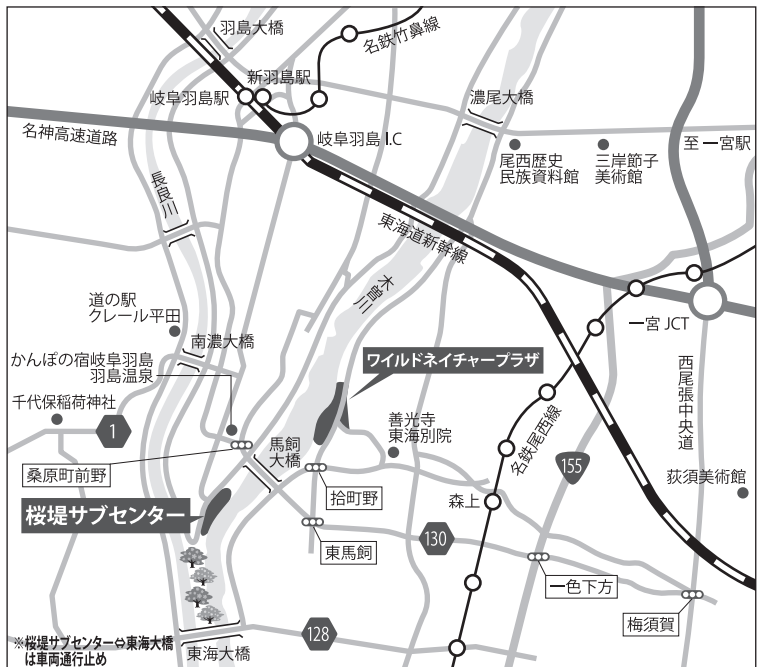 羽島大橋
名鉄竹鼻線
新羽島駅
岐阜羽島駅
濃尾大橋
名神高速道路
岐阜羽島I.C
尾西歴史
民族資料館
三岸節子
美術館
至 一宮駅
長良川
東海道新幹線
木曽川
道の駅
クレール平田
南濃大橋
一宮 JCT
かんぽの宿岐阜羽島
羽島温泉
ワイルドネイチャープラザ
西尾張中央道
千代保稲荷神社
1
馬飼
大橋
善光寺
東海別院
名鉄尾西線
155
桑原町前野
拾町野
森上
荻須美術館
桜堤サブセンター
東馬飼
130
一色下方
梅須賀
128
※桜堤サブセンター⇔東海大橋
は車両通行止め
東海大橋